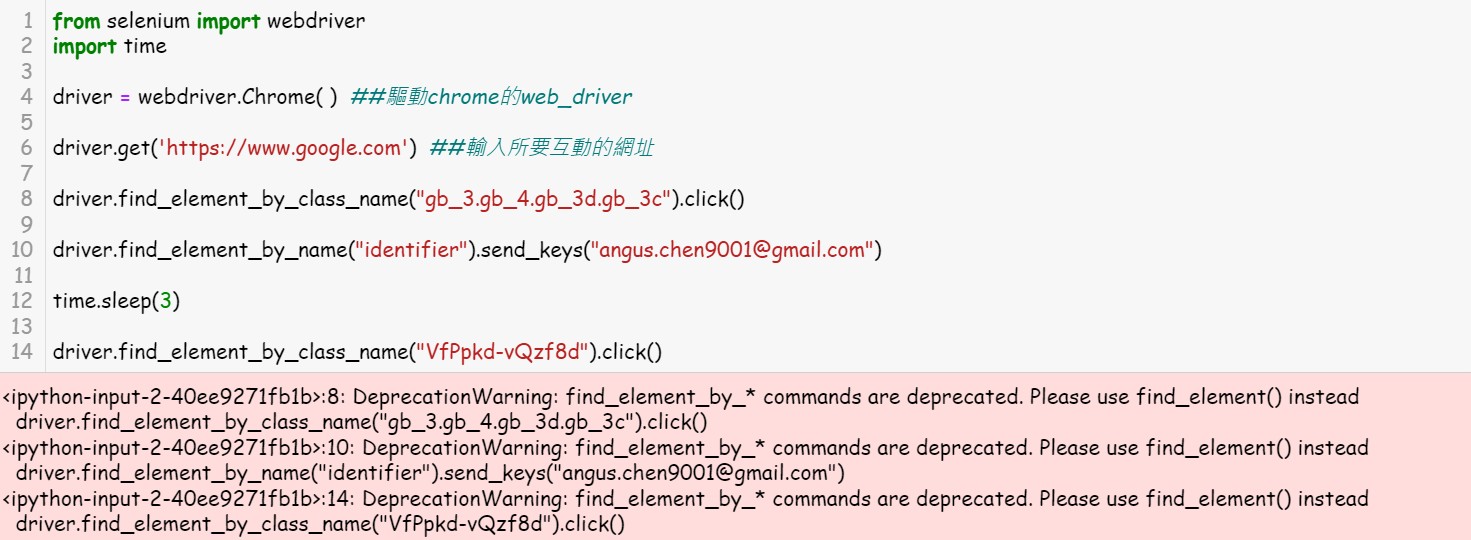 1 from selenium import webdriver
2 import time
3
4 driver = webdriver.Chrome( ) ##驅動chrome的web_driver
5
6 driver.get('https://www.google.com') ##輸入所要互動的網址
7
8 driver.find_element_by_class_name("gb_3.gb_4.gb_3d.gb_3c").click()
9
10 driver.find_element_by_name("identifier").send_keys("angus.chen9001@gmail.com")
11
12 time.sleep(3)
13
14 driver.find_element_by_class_name("VfPpkd-vQzf8d").click()
<ipython-input-2-40ee9271fb1b>:8: DeprecationWarning: find_element_by_* commands are deprecated. Please use find_element() instead
driver.find_element_by_class_name("gb_3.gb_4.gb_3d.gb_3c").click()
<ipython-input-2-40ee9271fb1b>:10: DeprecationWarning: find_element_by_* commands are deprecated. Please use find_element() instead
driver.find_element_by_name("identifier").send_keys("angus.chen9001@gmail.com")
<ipython-input-2-40ee9271fb1b>:14: DeprecationWarning: find_element_by_* commands are deprecated. Please use find_element() instead
driver.find_element_by_class_name("VfPpkd-vQzf8d").click()